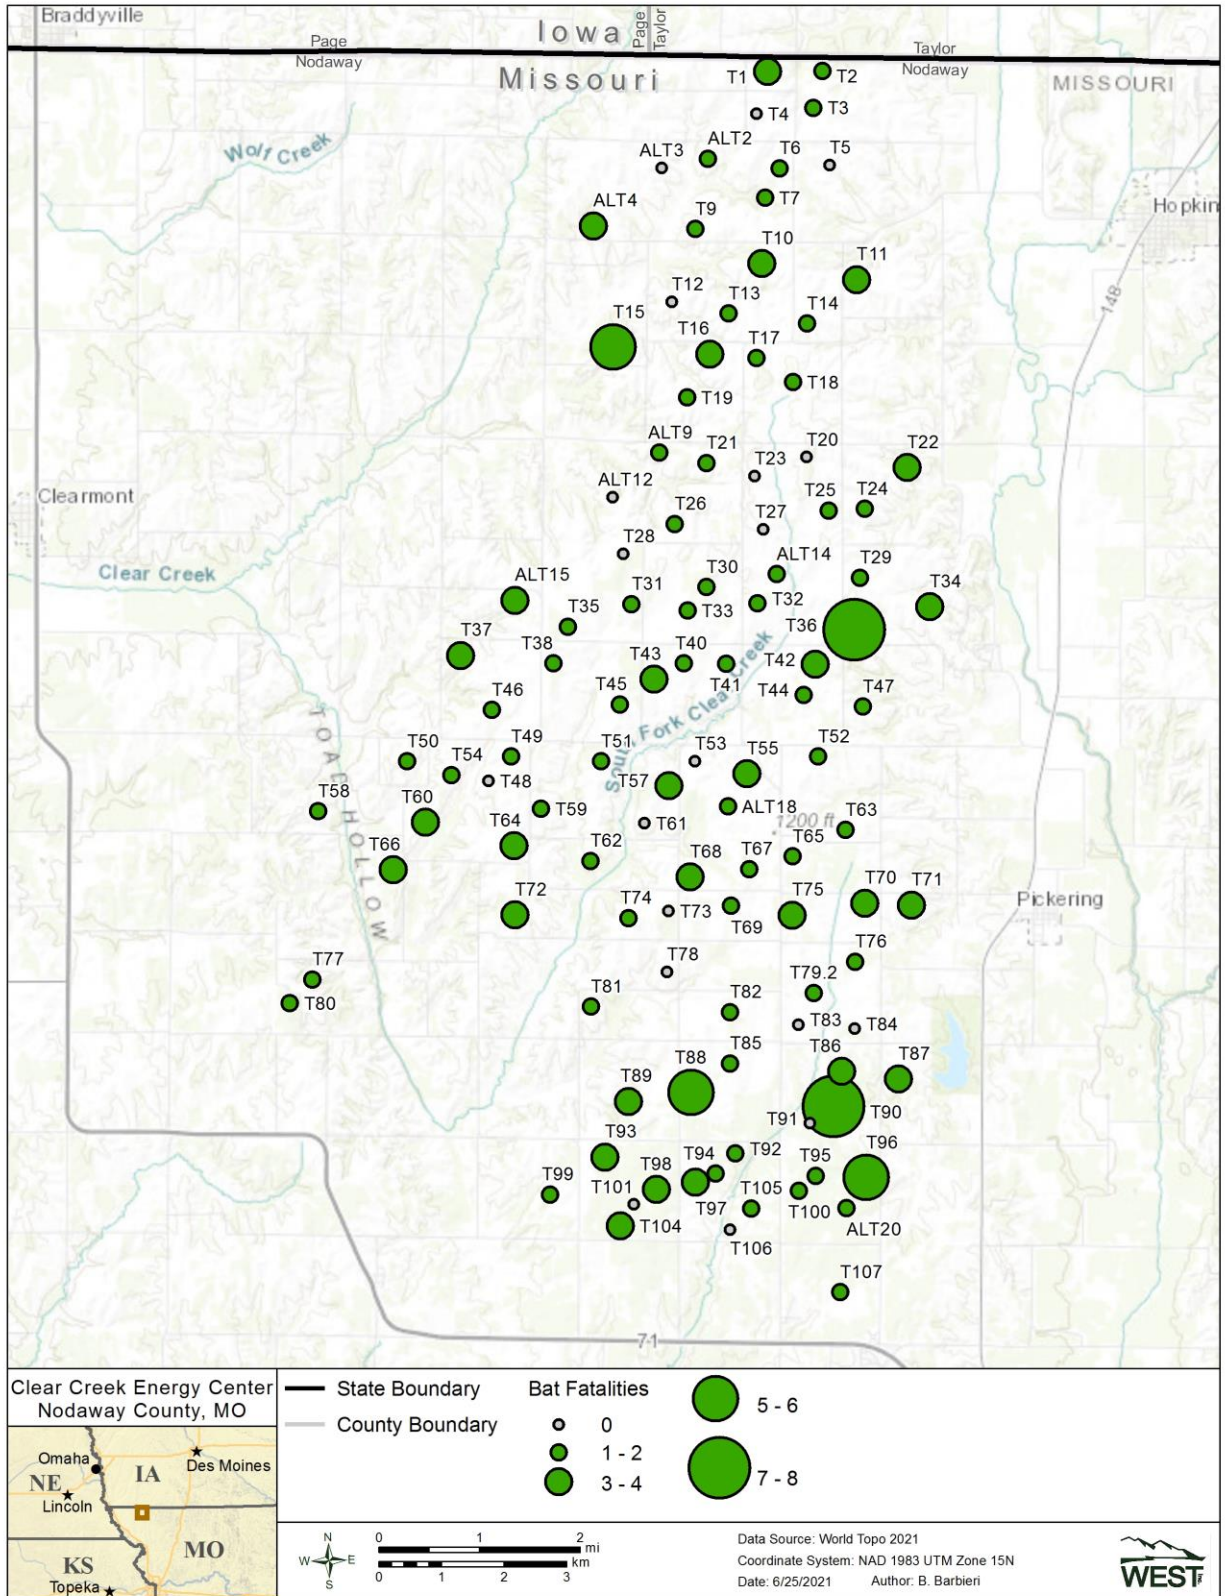 Braddyville
Iowa
Page
Taylor
Page
Nodaway
Taylor
Nodaway
Missouri
MISSOURI
T1
T2
T4
T3
Wolf Creek
ALT3
ALT2
T6
T5
ALT4
T9
T7
Hopkin
T10
T11
T12
T13
T14
148
T15
T16
T17
T19
T18
ALT9
T21
T23
T20
T22
Clearmont
ALT12
T26
T27
T25
T24
T28
Clear Creek
ALT15
T31
T30
ALT14
T29
T34
T35
T33
T32
T36
T37
T38
T43
T40
T41
T42
T46
T45
T44
T47
South Fork Clear Creek
TOAD HOLLOW
T50
T54
T49
T48
T51
T53
T55
T52
T57
T58
T60
T64
T59
ALT18
1200 ft
T63
T61
T66
T62
T68
T67
T65
T72
T74
T73
T69
T75
T70
T71
Pickering
T78
T76
T77
T80
T81
T82
T79.2
T83
T84
T85
T86
T87
T89
T88
T91
T90
T93
T94
T92
T95
T96
T99
T98
T101
T97
T105
T100
T104
T106
ALT20
T107
71
Clear Creek Energy Center
Nodaway County, MO
Omaha
Des Moines
NE
IA
Lincoln
KS
MO
Topeka
State Boundary
County Boundary
Bat Fatalities
0
1 - 2
3 - 4
5 - 6
7 - 8
N
W
E
S
0 1 2
mi
km
0 1 2 3
Data Source: World Topo 2021
Coordinate System: NAD 1983 UTM Zone 15N
Date: 6/25/2021 Author: B. Barbieri
WEST